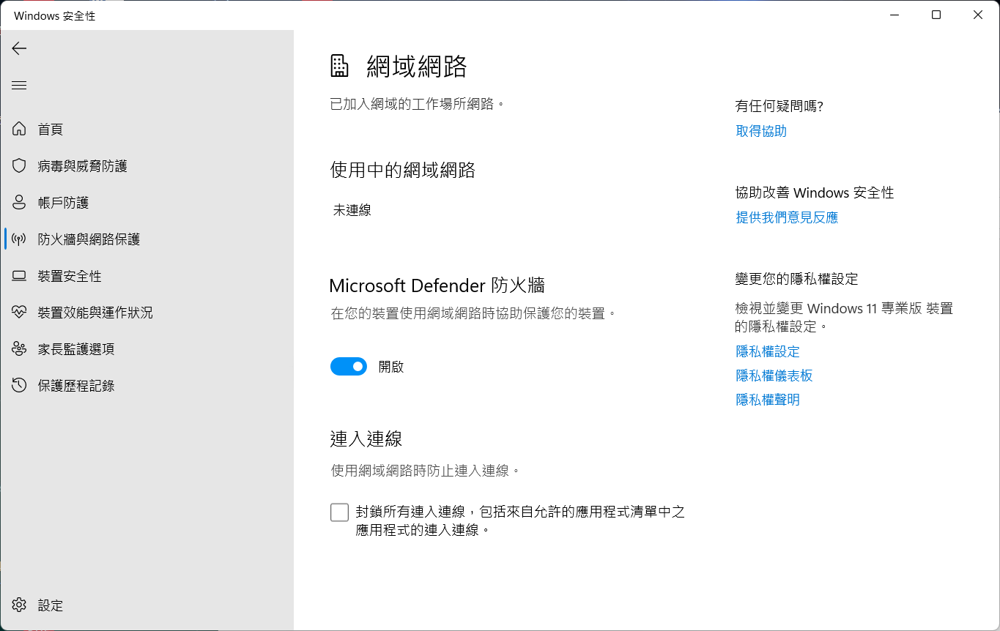 Windows 安全性
首頁
病毒與威脅防護
帳戶防護
防火牆與網路保護
裝置安全性
裝置效能與運作狀況
家長監護選項
保護歷程記錄
設定
網域網路
已加入網域的工作場所網路。
使用中的網域網路
未連線
Microsoft Defender 防火牆
在您的裝置使用網域網路時協助保護您的裝置。
開啟
連入連線
使用網域網路時防止連入連線。
封鎖所有連入連線，包括來自允許的應用程式清單中之
應用程式的連入連線。
有任何疑問嗎?
取得協助
協助改善 Windows 安全性
提供我們意見反應
變更您的隱私權設定
檢視並變更 Windows 11 專業版 裝置
的隱私權設定。
隱私權設定
隱私權儀表板
隱私權聲明